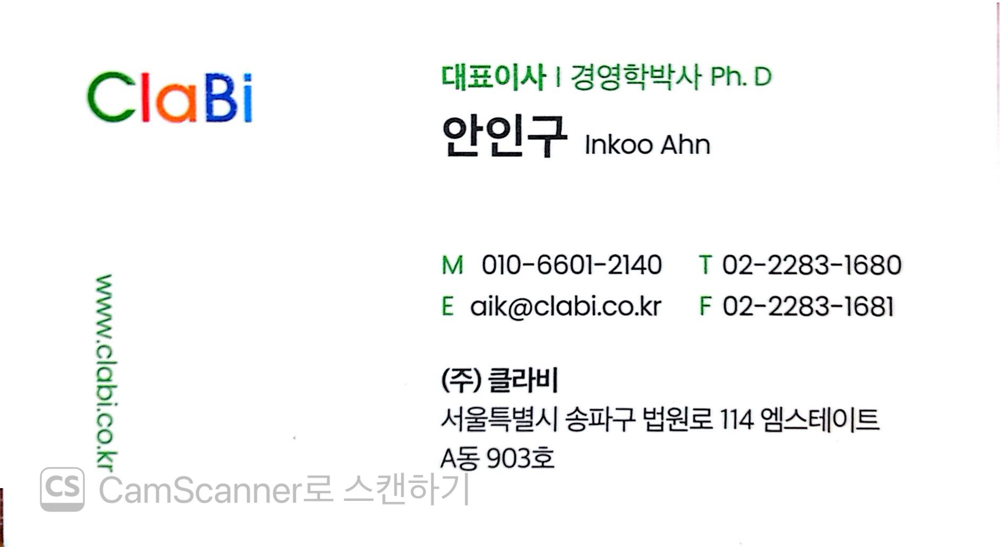 ClaBi
대표이사 | 경영학박사 Ph. D
안인구 Inkoo Ahn
M 010-6601-2140 T 02-2283-1680
E aik@clabi.co.kr F 02-2283-1681
(주) 클라비
서울특별시 송파구 법원로 114 엠스테이트
A동 903호
www.clabi.co.kr
CS CamScanner로 스캔하기